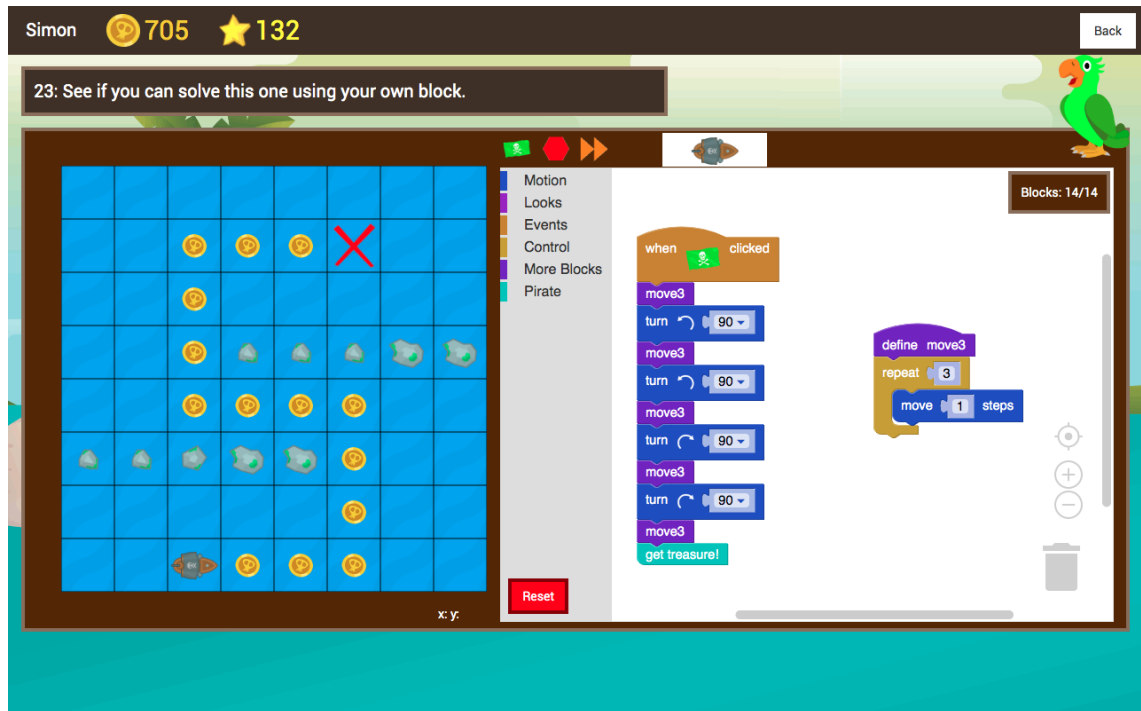 Simon 705 132 Back
23: See if you can solve this one using your own block.
Motion
Looks
Events
Control
More Blocks
Pirate
Blocks: 14/14
when clicked
move3
turn 90
move3
turn 90
move3
turn 90
move3
turn 90
move3
get treasure!
define move3
repeat 3
move 1 steps
Reset
x: y: